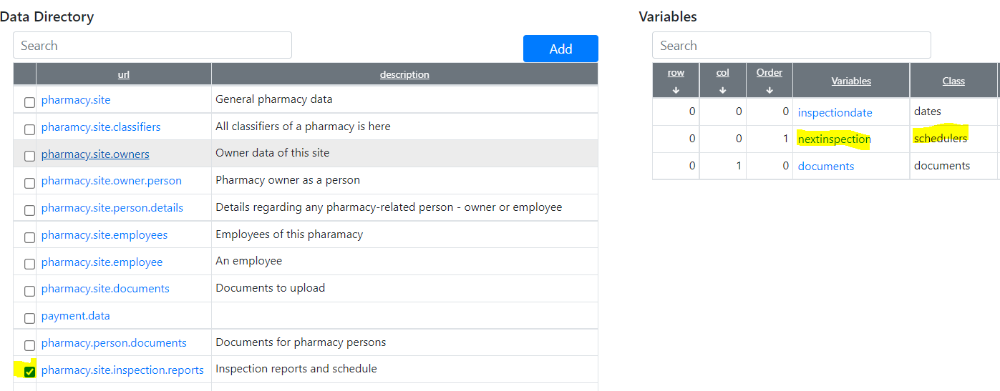 Data Directory
Search
Add
url description
pharmacy.site General pharmacy data
pharamcy.site.classifiers All classifiers of a pharmacy is here
pharmacy.site.owners Owner data of this site
pharmacy.site.owner.person Pharmacy owner as a person
pharmacy.site.person.details Details regarding any pharmacy-related person - owner or employee
pharmacy.site.employees Employees of this pharamacy
pharmacy.site.employee An employee
pharmacy.site.documents Documents to upload
payment.data
pharmacy.person.documents Documents for pharmacy persons
pharmacy.site.inspection.reports Inspection reports and schedule
Variables
Search
row col Order Variables Class
0 0 0 inspectiondate dates
0 0 1 nextinspection schedulers
0 1 0 documents documents